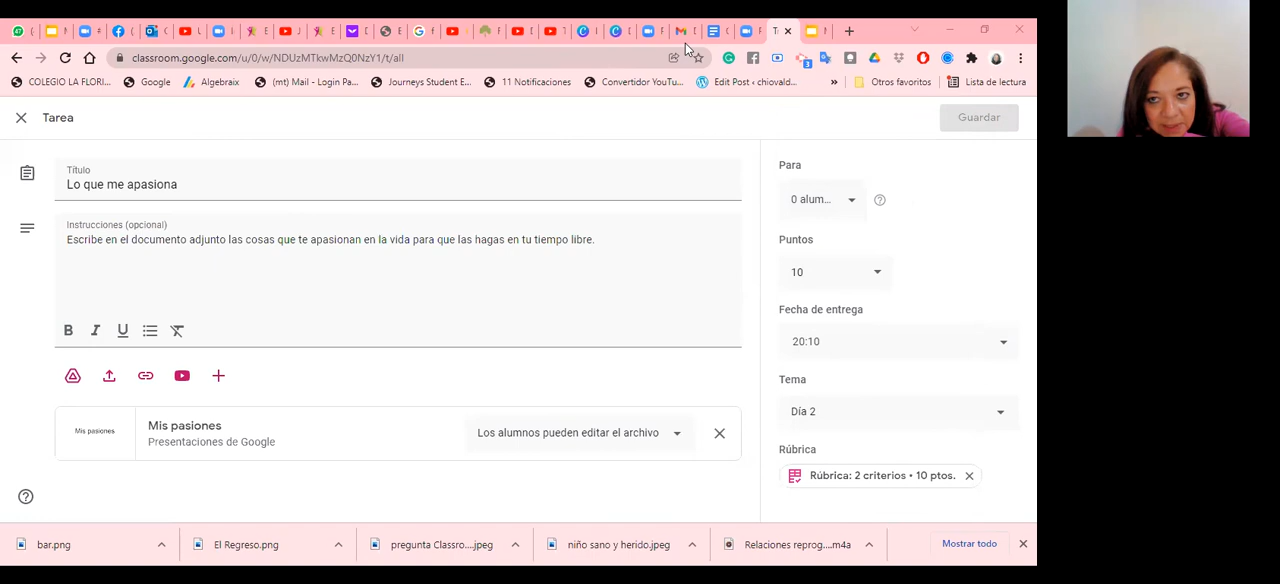 classroom.google.com/u/0/w/NDUzMTkwMzQ0NzY1/t/all
COLEGIO LA FLORI...
Google
Algebraix
(mt) Mail - Login Pa...
Journeys Student E...
11 Notificaciones
Convertidor YouTu...
Edit Post ‹ chiovald...
»
Otros favoritos
Lista de lectura
Tarea
Guardar
Título
Lo que me apasiona
Instrucciones (opcional)
Escribe en el documento adjunto las cosas que te apasionan en la vida para que las hagas en tu tiempo libre.
B I U
Mis pasiones
Mis pasiones
Presentaciones de Google
Los alumnos pueden editar el archivo
Para
0 alum...
Puntos
10
Fecha de entrega
20:10
Tema
Día 2
Rúbrica
Rúbrica: 2 criterios • 10 ptos.
bar.png
El Regreso.png
pregunta Classro....jpeg
niño sano y herido.jpeg
Relaciones reprog....m4a
Mostrar todo